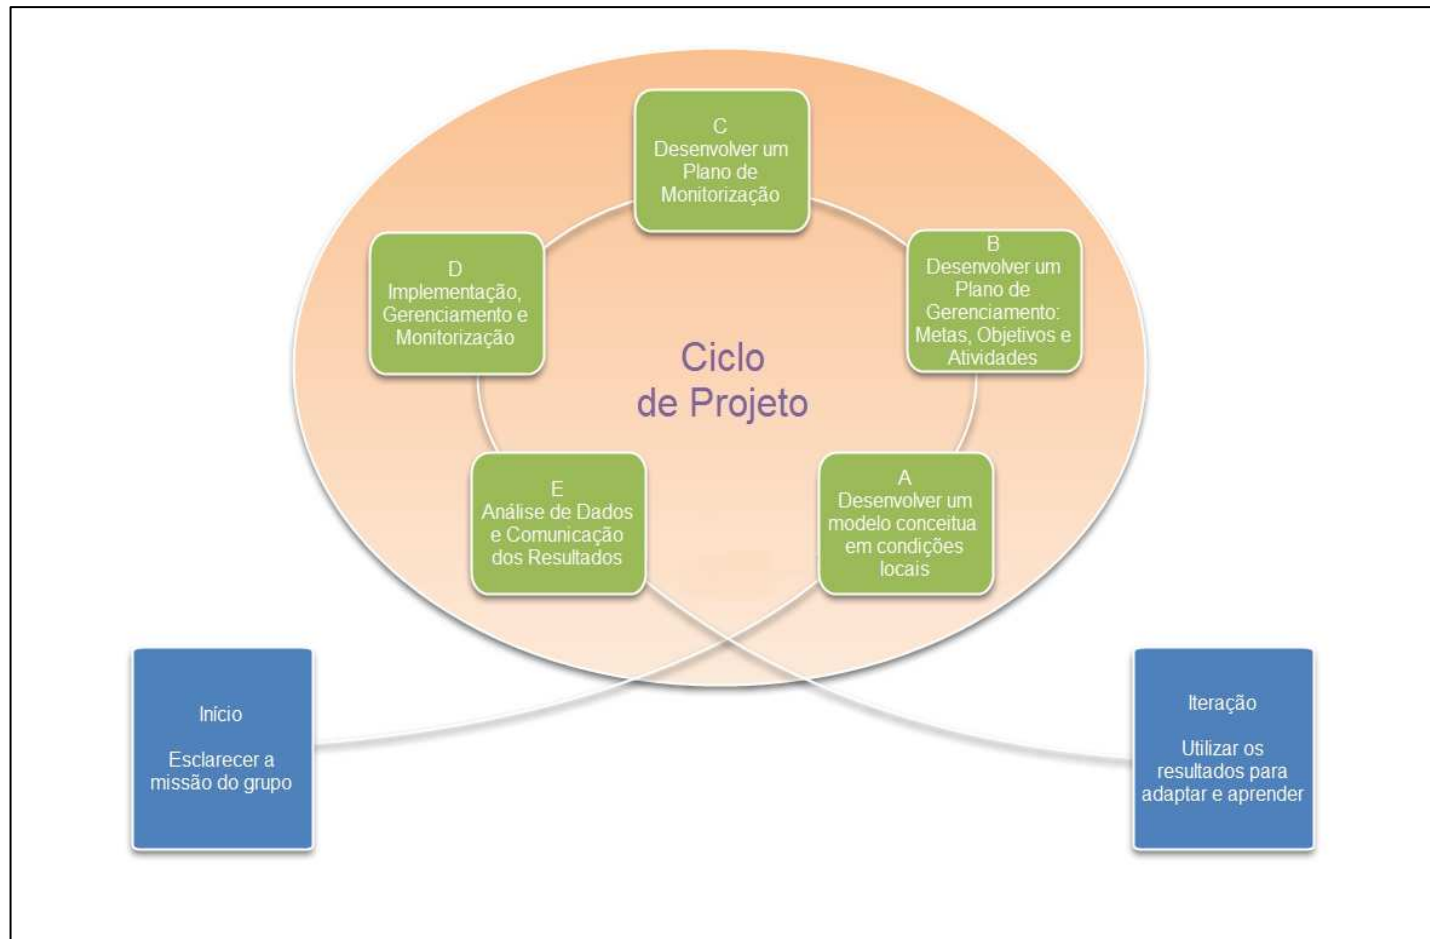 C
Desenvolver um
Plano de
Monitorização
D
Implementação,
Gerenciamento e
Monitorização
B
Desenvolver um
Plano de
Gerenciamento:
Metas, Objetivos e
Atividades
Ciclo
de Projeto
E
Análise de Dados
e Comunicação
dos Resultados
A
Desenvolver um
modelo conceitua
em condições
locais
Início
Esclarecer a
missão do grupo
Iteração
Utilizar os
resultados para
adaptar e aprender